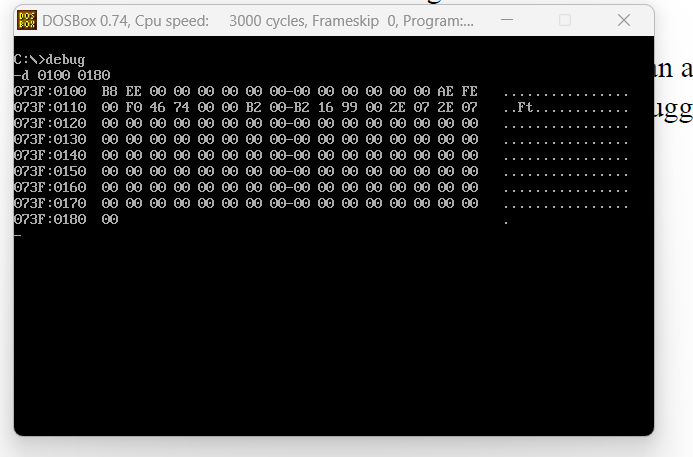 DOS
BOX
DOSBox 0.74, Cpu speed: 3000 cycles, Frameskip 0, Program:...
C:\>debug
-d 0100 0180
073F:0100 B8 EE 00 00 00 00 00 00-00 00 00 00 00 00 AE FE ................
073F:0110 00 F0 46 74 00 00 B2 00-B2 16 99 00 2E 07 2E 07 ..Ft............
073F:0120 00 00 00 00 00 00 00 00-00 00 00 00 00 00 00 00 ................
073F:0130 00 00 00 00 00 00 00 00-00 00 00 00 00 00 00 00 ................
073F:0140 00 00 00 00 00 00 00 00-00 00 00 00 00 00 00 00 ................
073F:0150 00 00 00 00 00 00 00 00-00 00 00 00 00 00 00 00 ................
073F:0160 00 00 00 00 00 00 00 00-00 00 00 00 00 00 00 00 ................
073F:0170 00 00 00 00 00 00 00 00-00 00 00 00 00 00 00 00 ................
073F:0180 00 .
-
an a
ugg